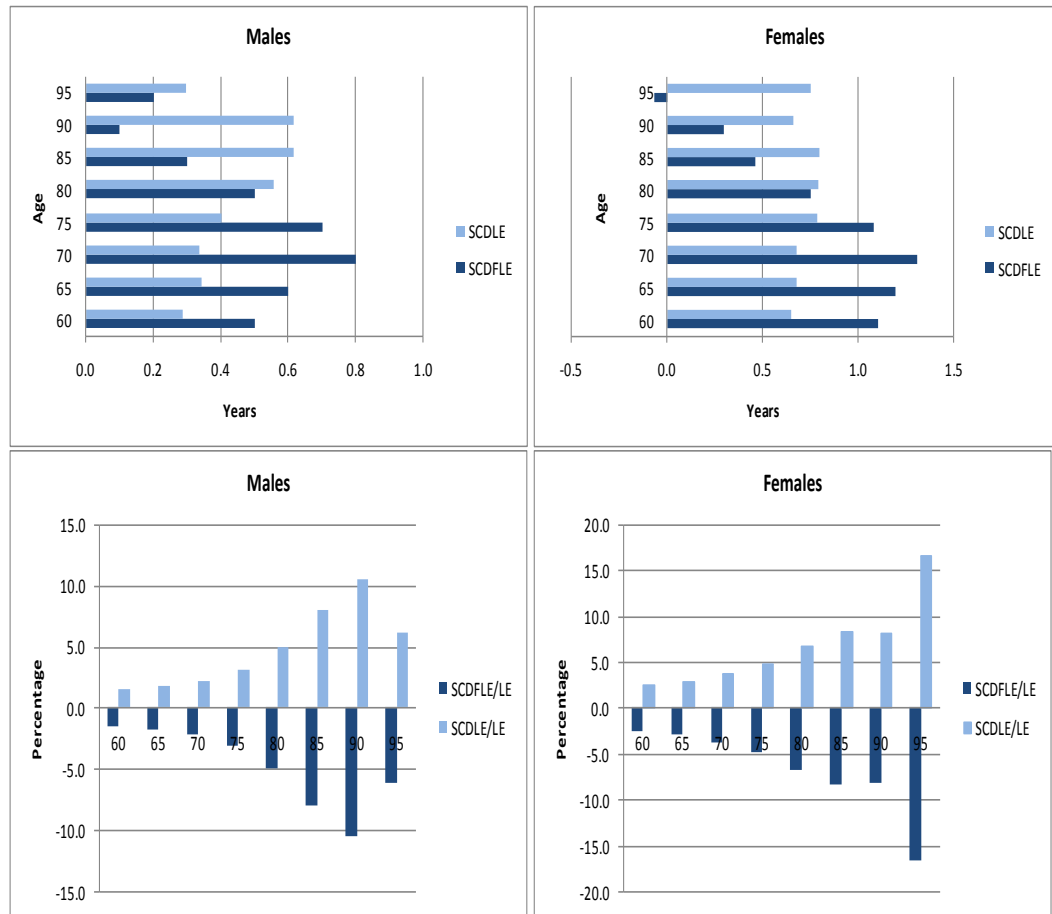 Males
95
90
85
80
75
70
65
60
Age
SCDLE
SCDFLE
0.0 0.2 0.4 0.6 0.8 1.0
Years
Females
95
90
85
80
75
70
65
60
Age
SCDLE
SCDFLE
-0.5 0.0 0.5 1.0 1.5
Years
Males
15.0
10.0
5.0
0.0
-5.0
-10.0
-15.0
Percentage
60 65 70 75 80 85 90 95
SCDFLE/LE
SCDLE/LE
Females
20.0
15.0
10.0
5.0
0.0
-5.0
-10.0
-15.0
-20.0
Percentage
60 65 70 75 80 85 90 95
SCDFLE/LE
SCDLE/LE